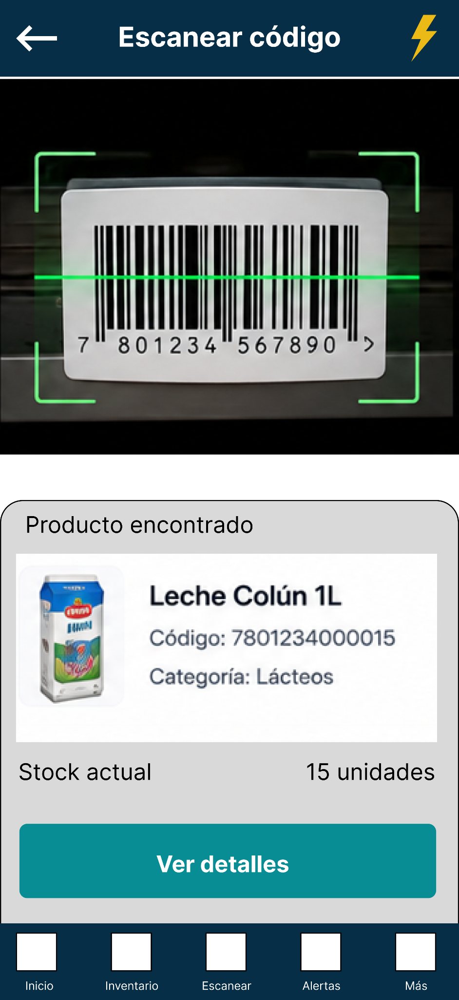 Escanear código
7 801234 567890 >
Producto encontrado
Leche Colún 1L
Código: 7801234000015
Categoría: Lácteos
Stock actual 15 unidades
Ver detalles
Inicio Inventario Escanear Alertas Más